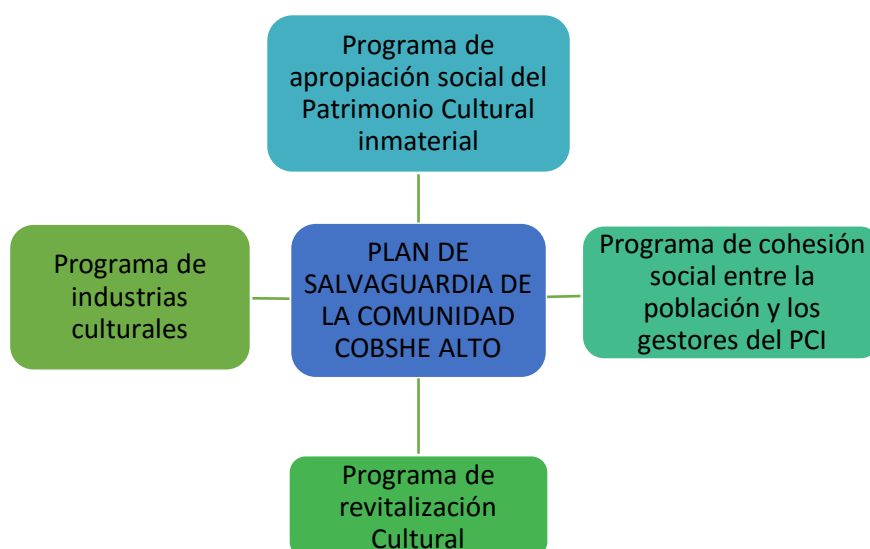 Programa de
apropiación social del
Patrimonio Cultural
inmaterial
Programa de
industrias
culturales
PLAN DE
SALVAGUARDIA DE
LA COMUNIDAD
COBSHE ALTO
Programa de cohesión
social entre la
población y los
gestores del PCI
Programa de
revitalización
Cultural